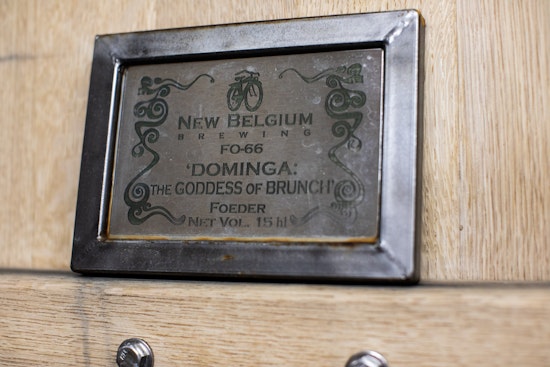 New Belgium
BREWING
FO-66
'DOMINGA:
THE GODDESS OF BRUNCH'
Foeder
Net Vol. 15 hl